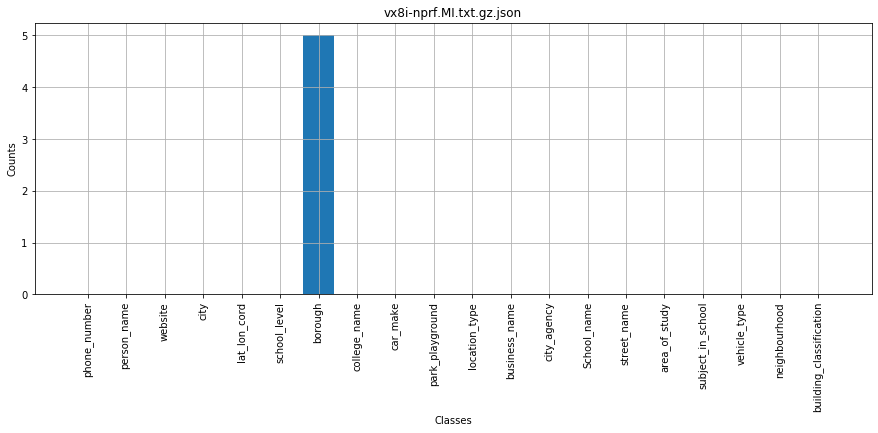 vx8i-nprf.MI.txt.gz.json
5
4
3
2
1
0
Counts
phone_number
person_name
website
city
lat_lon_cord
school_level
borough
college_name
car_make
park_playground
location_type
business_name
city_agency
School_name
street_name
area_of_study
subject_in_school
vehicle_type
neighbourhood
building_classification
Classes